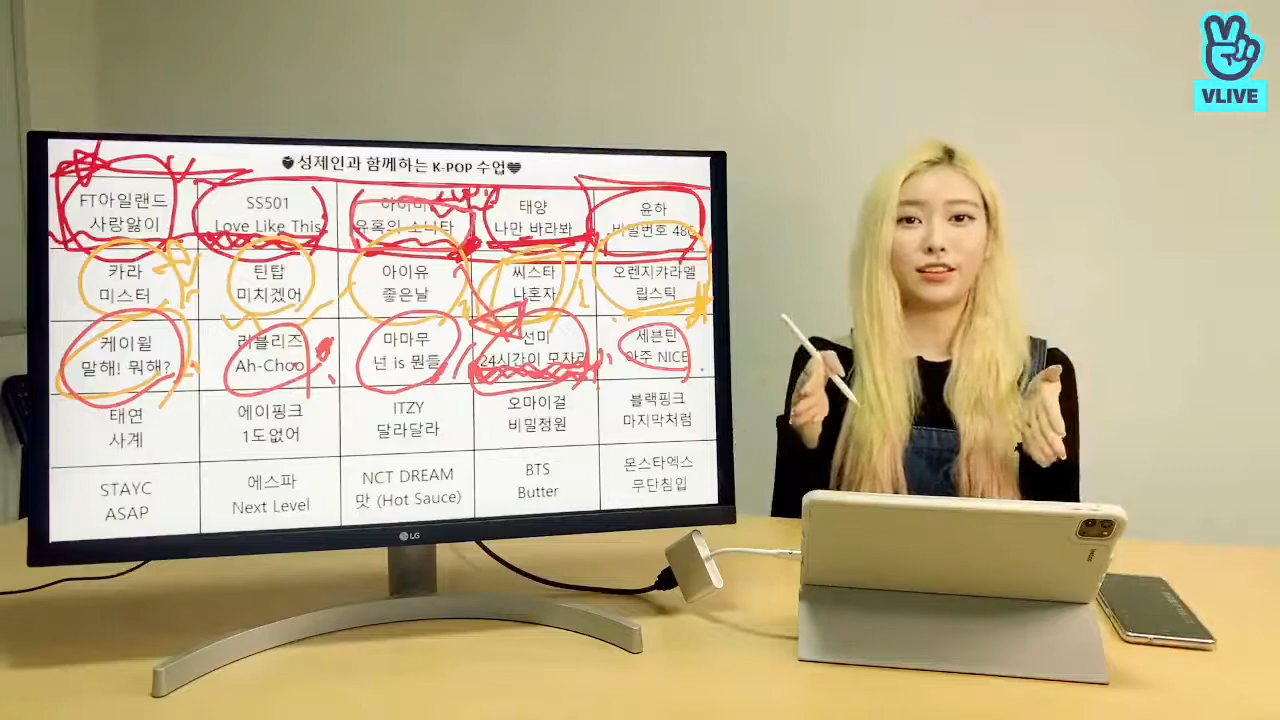 VLIVE
성제인과 함께하는 K-POP 수업
FT아일랜드
사랑앓이
SS501
Love Like This
유혹의 소나타
태양
나만 바라봐
윤하
비밀번호 486
카라
미스터
틴탑
미치겠어
아이유
좋은날
씨스타
나혼자
오렌지캬라멜
립스틱
케이윌
말해! 뭐해?
러블리즈
Ah-Choo
마마무
넌 is 뭔들
선미
24시간이 모자라
세븐틴
아주 NICE
태연
사계
에이핑크
1도없어
ITZY
달라달라
오마이걸
비밀정원
블랙핑크
마지막처럼
STAYC
ASAP
에스파
Next Level
NCT DREAM
맛 (Hot Sauce)
BTS
Butter
몬스타엑스
무단침입
LG